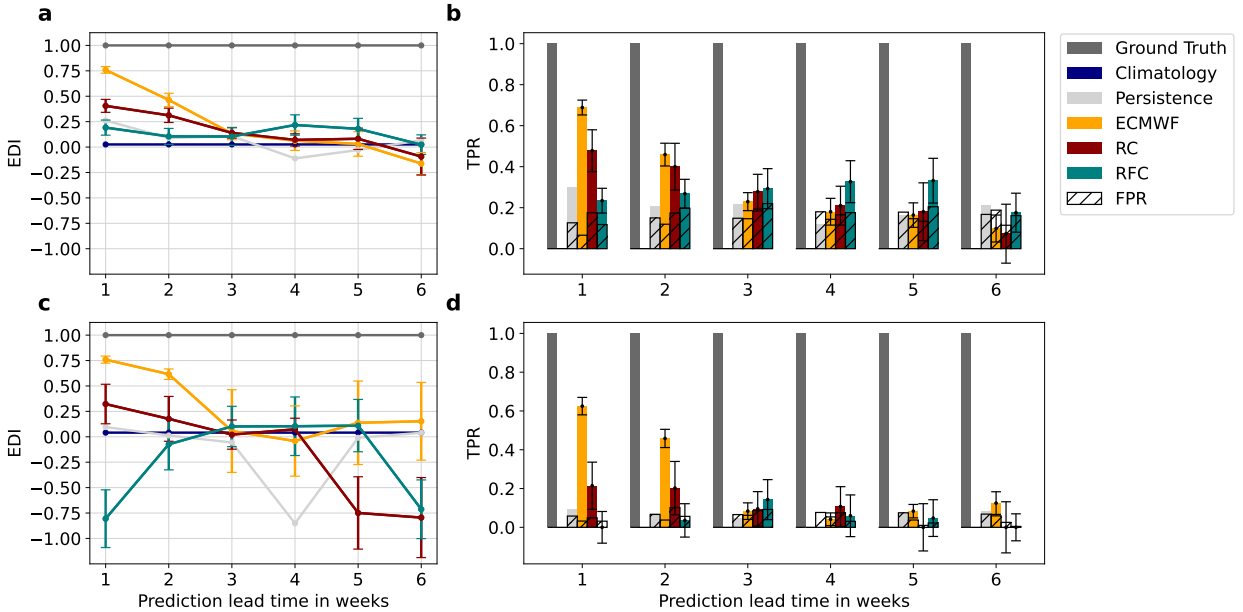 a
b
1.00
0.75
0.50
0.25
0.00
−0.25
−0.50
−0.75
−1.00
EDI
1 2 3 4 5 6
1.0
0.8
0.6
0.4
0.2
0.0
TPR
1 2 3 4 5 6
Ground Truth
Climatology
Persistence
ECMWF
RC
RFC
FPR
c
d
1.00
0.75
0.50
0.25
0.00
−0.25
−0.50
−0.75
−1.00
EDI
1 2 3 4 5 6
Prediction lead time in weeks
1.0
0.8
0.6
0.4
0.2
0.0
TPR
1 2 3 4 5 6
Prediction lead time in weeks